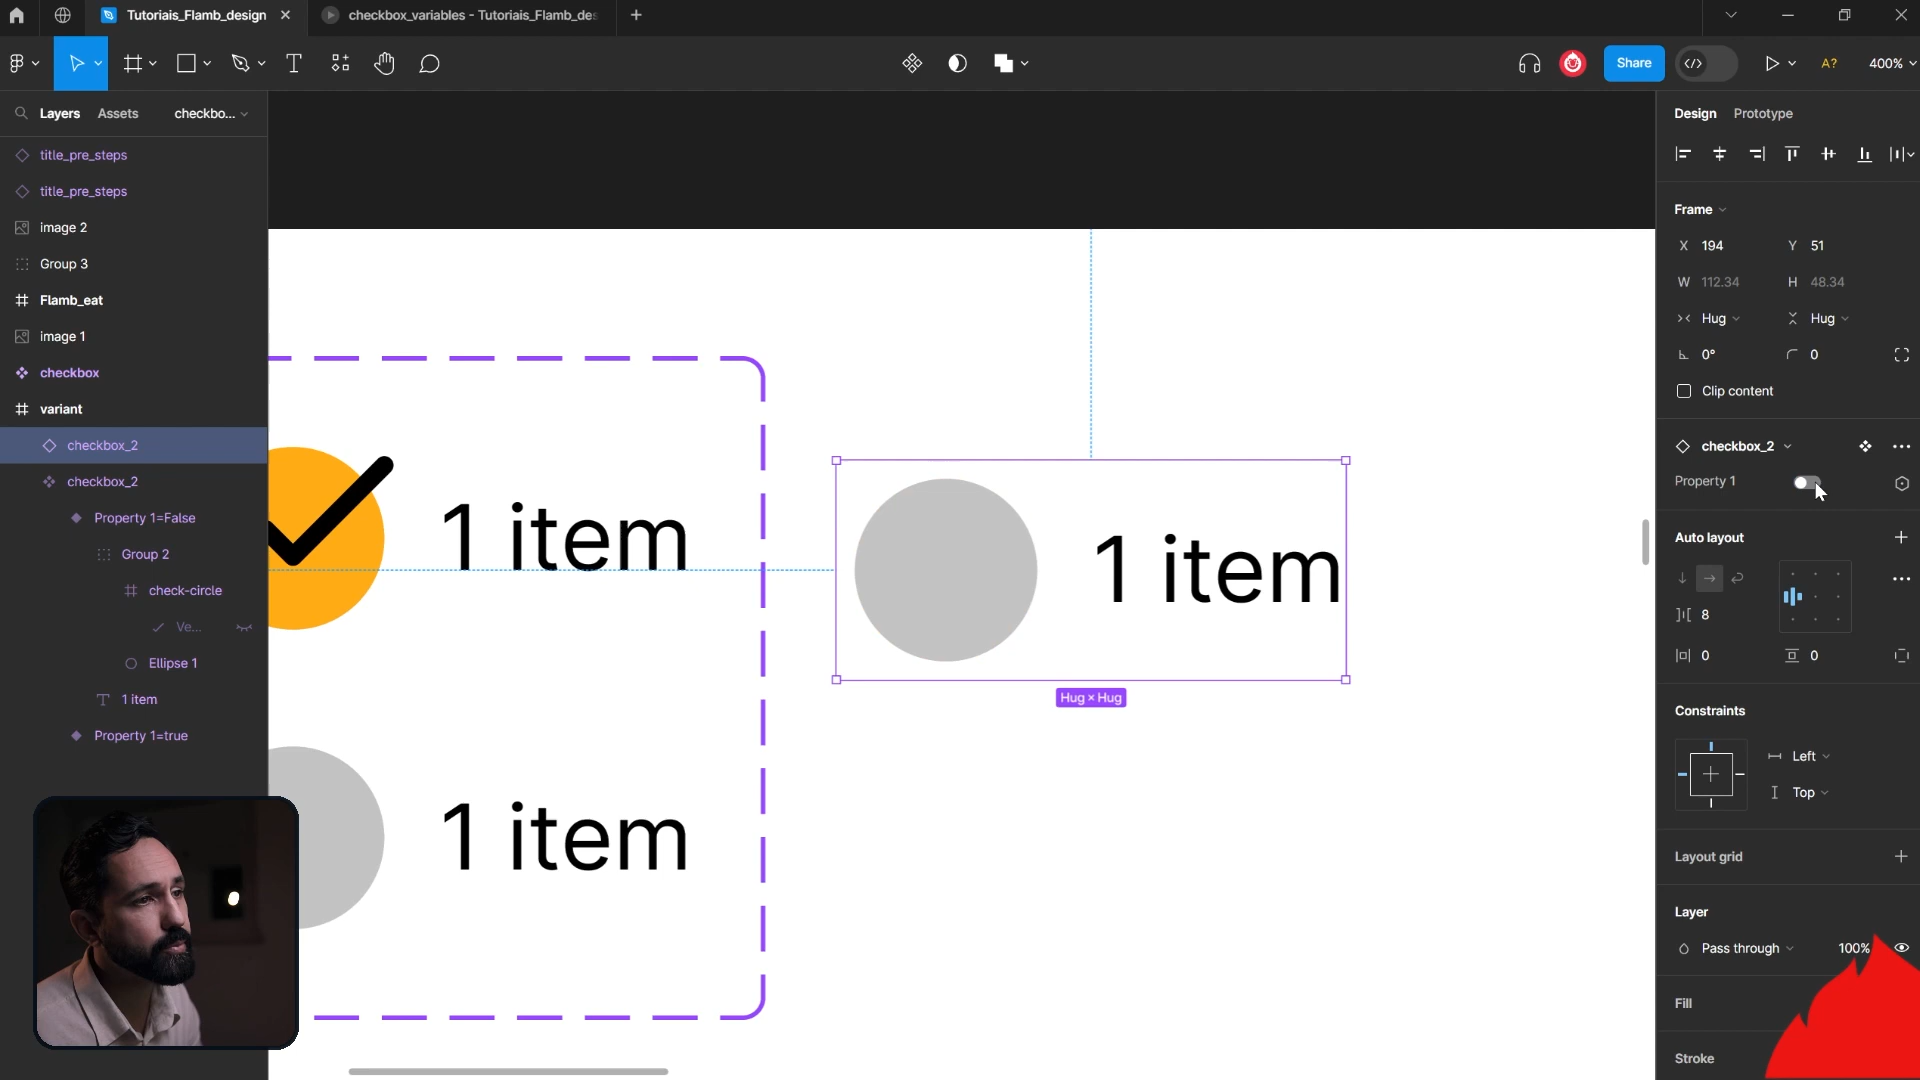 Tutoriais_Flamb_design
checkbox_variables - Tutoriais_Flamb_des
Share
A?
400%
Layers
Assets
checkbo...
Design
Prototype
title_pre_steps
title_pre_steps
image 2
Group 3
Flamb_eat
image 1
checkbox
variant
checkbox_2
checkbox_2
Property 1=False
Group 2
check-circle
Ve...
Ellipse 1
1 item
Property 1=true
1 item
1 item
1 item
Hug × Hug
Frame
X 194
Y 51
W 112.34
H 48.34
Hug
Hug
0°
0
Clip content
checkbox_2
Property 1
Auto layout
8
0
0
Constraints
Left
Top
Layout grid
Layer
Pass through
100%
Fill
Stroke